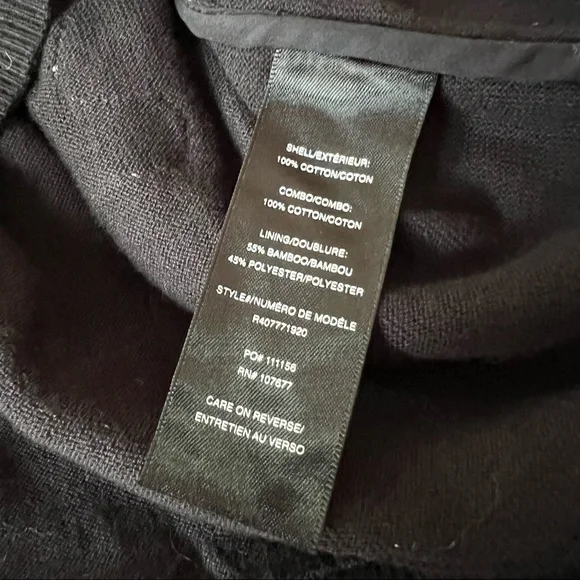 SHELL/EXTÉRIEUR:
100% COTTON/COTON
COMBO/COMBO:
100% COTTON/COTON
LINING/DOUBLURE:
55% BAMBOO/BAMBOU
45% POLYESTER/POLYESTER
STYLE#/NUMÉRO DE MODÈLE
R407771920
PO# 111156
RN# 107677
CARE ON REVERSE/
ENTRETIEN AU VERSO